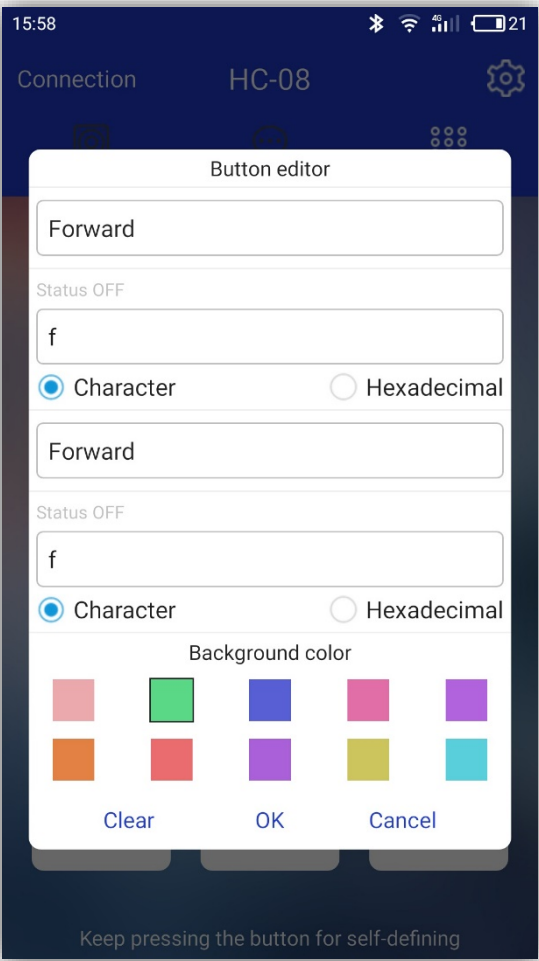 15:58 4G 21
Connection HC-08
Button editor
Forward
Status OFF
f
Character Hexadecimal
Forward
Status OFF
f
Character Hexadecimal
Background color
Clear OK Cancel
Keep pressing the button for self-defining